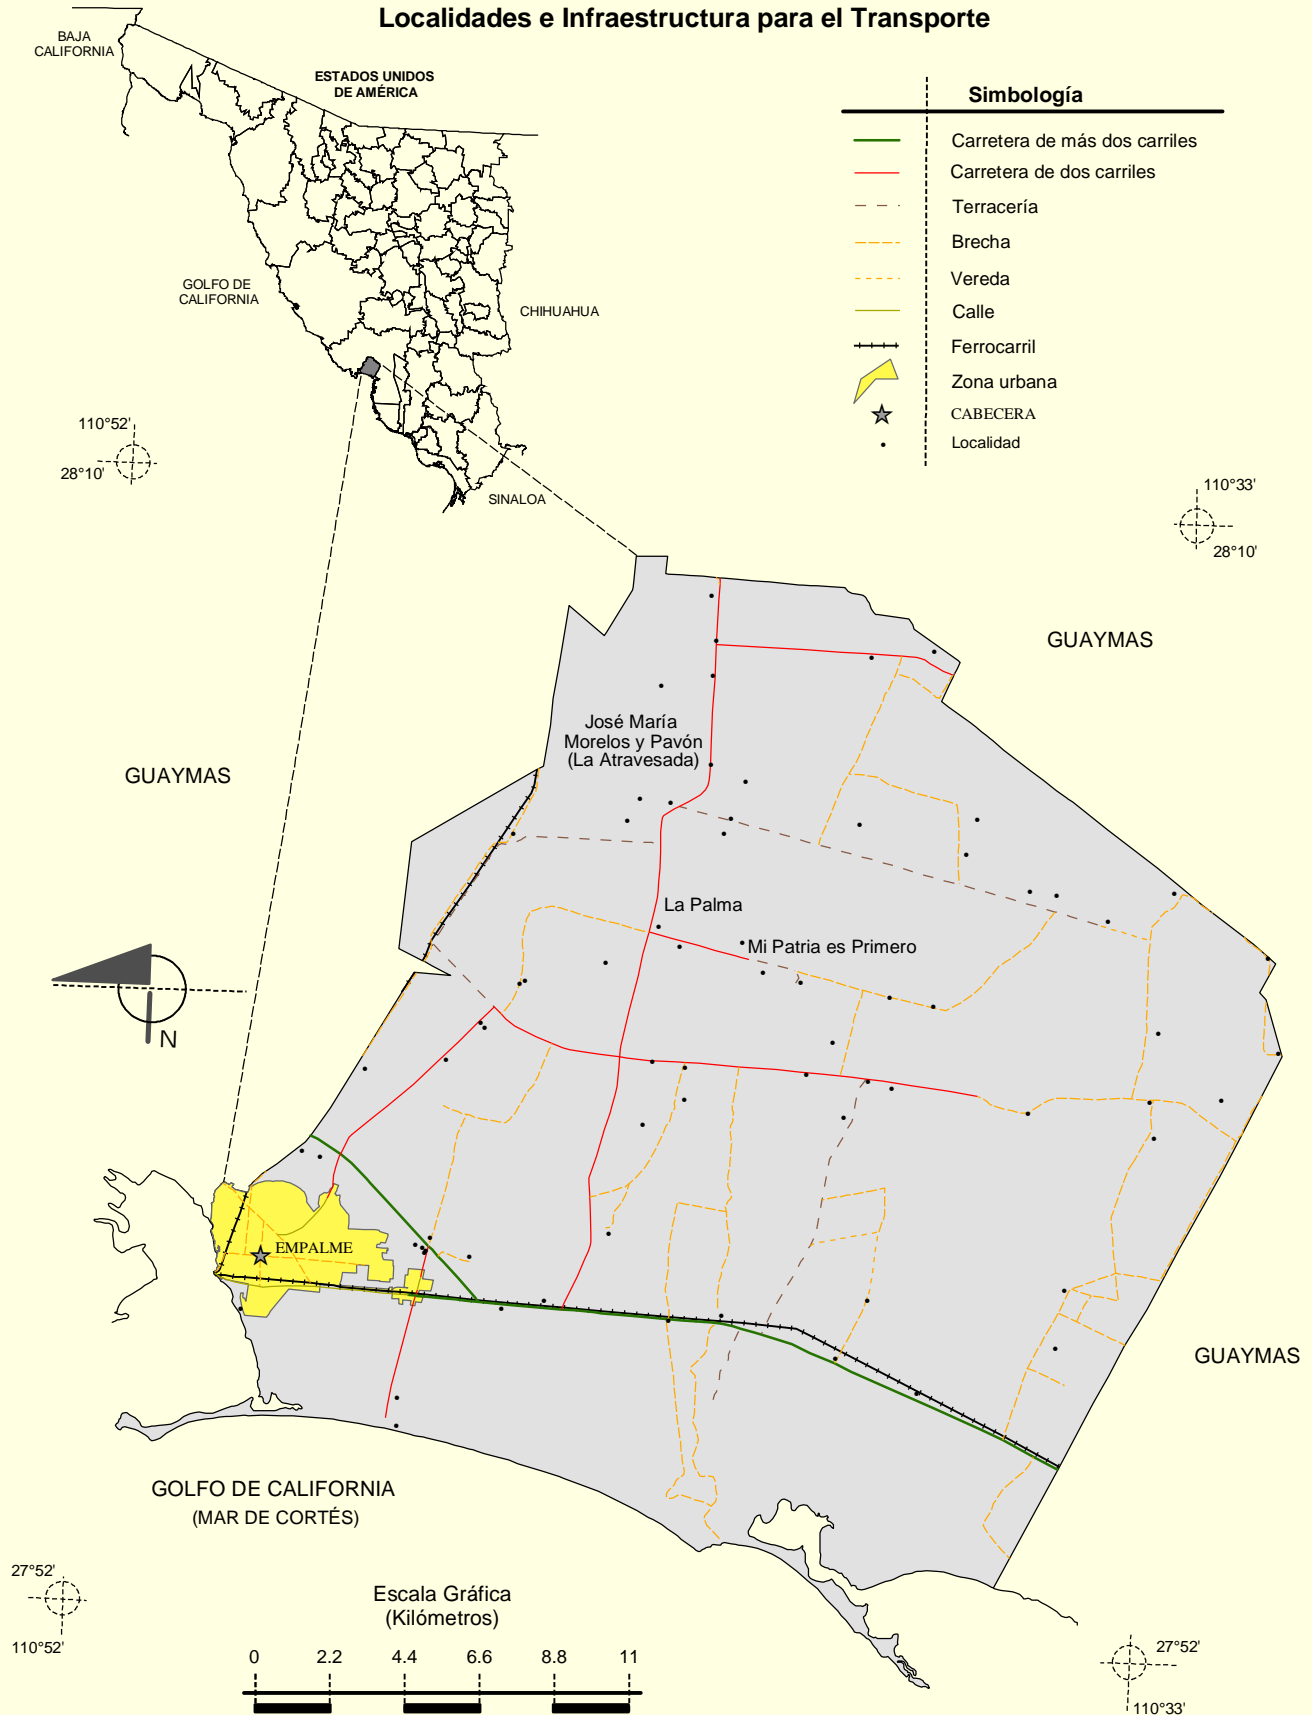 Localidades e Infraestructura para el Transporte
BAJA
CALIFORNIA
ESTADOS UNIDOS
DE AMÉRICA
GOLFO DE
CALIFORNIA
CHIHUAHUA
SINALOA
Simbología
Carretera de más dos carriles
Carretera de dos carriles
Terracería
Brecha
Vereda
Calle
Ferrocarril
Zona urbana
CABECERA
Localidad
110°52'
28°10'
110°33'
28°10'
GUAYMAS
GUAYMAS
José María
Morelos y Pavón
(La Atravesada)
La Palma
Mi Patria es Primero
N
EMPALME
GUAYMAS
GOLFO DE CALIFORNIA
(MAR DE CORTÉS)
27°52'
110°52'
Escala Gráfica
(Kilómetros)
0 2.2 4.4 6.6 8.8 11
27°52'
110°33'